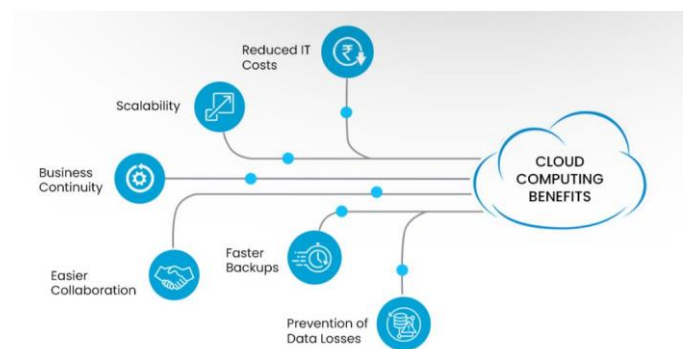 Reduced IT
Costs
Scalability
Business
Continuity
Easier
Collaboration
Faster
Backups
Prevention of
Data Losses
CLOUD
COMPUTING
BENEFITS
₹